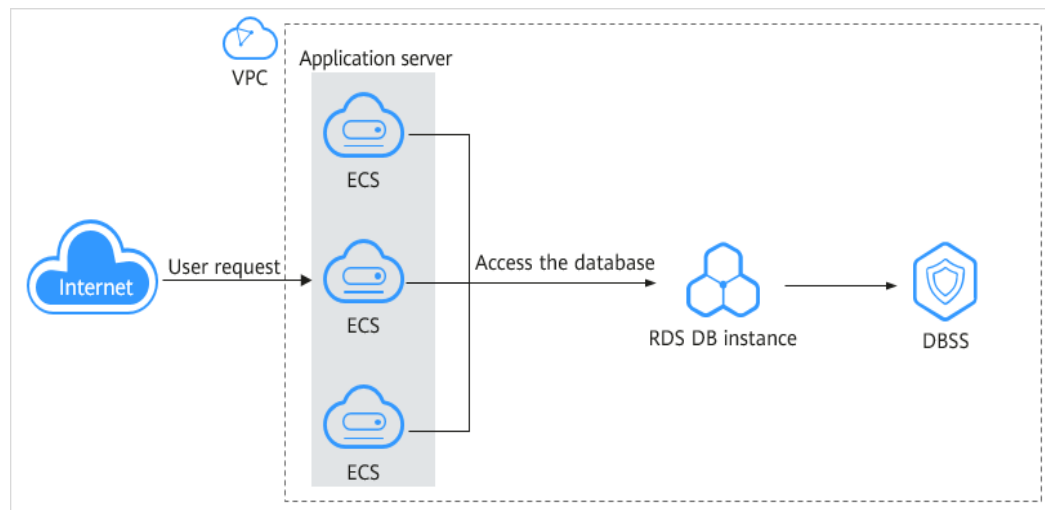 VPC
Application server
ECS
Internet
User request
ECS
Access the database
RDS DB instance
DBSS
ECS